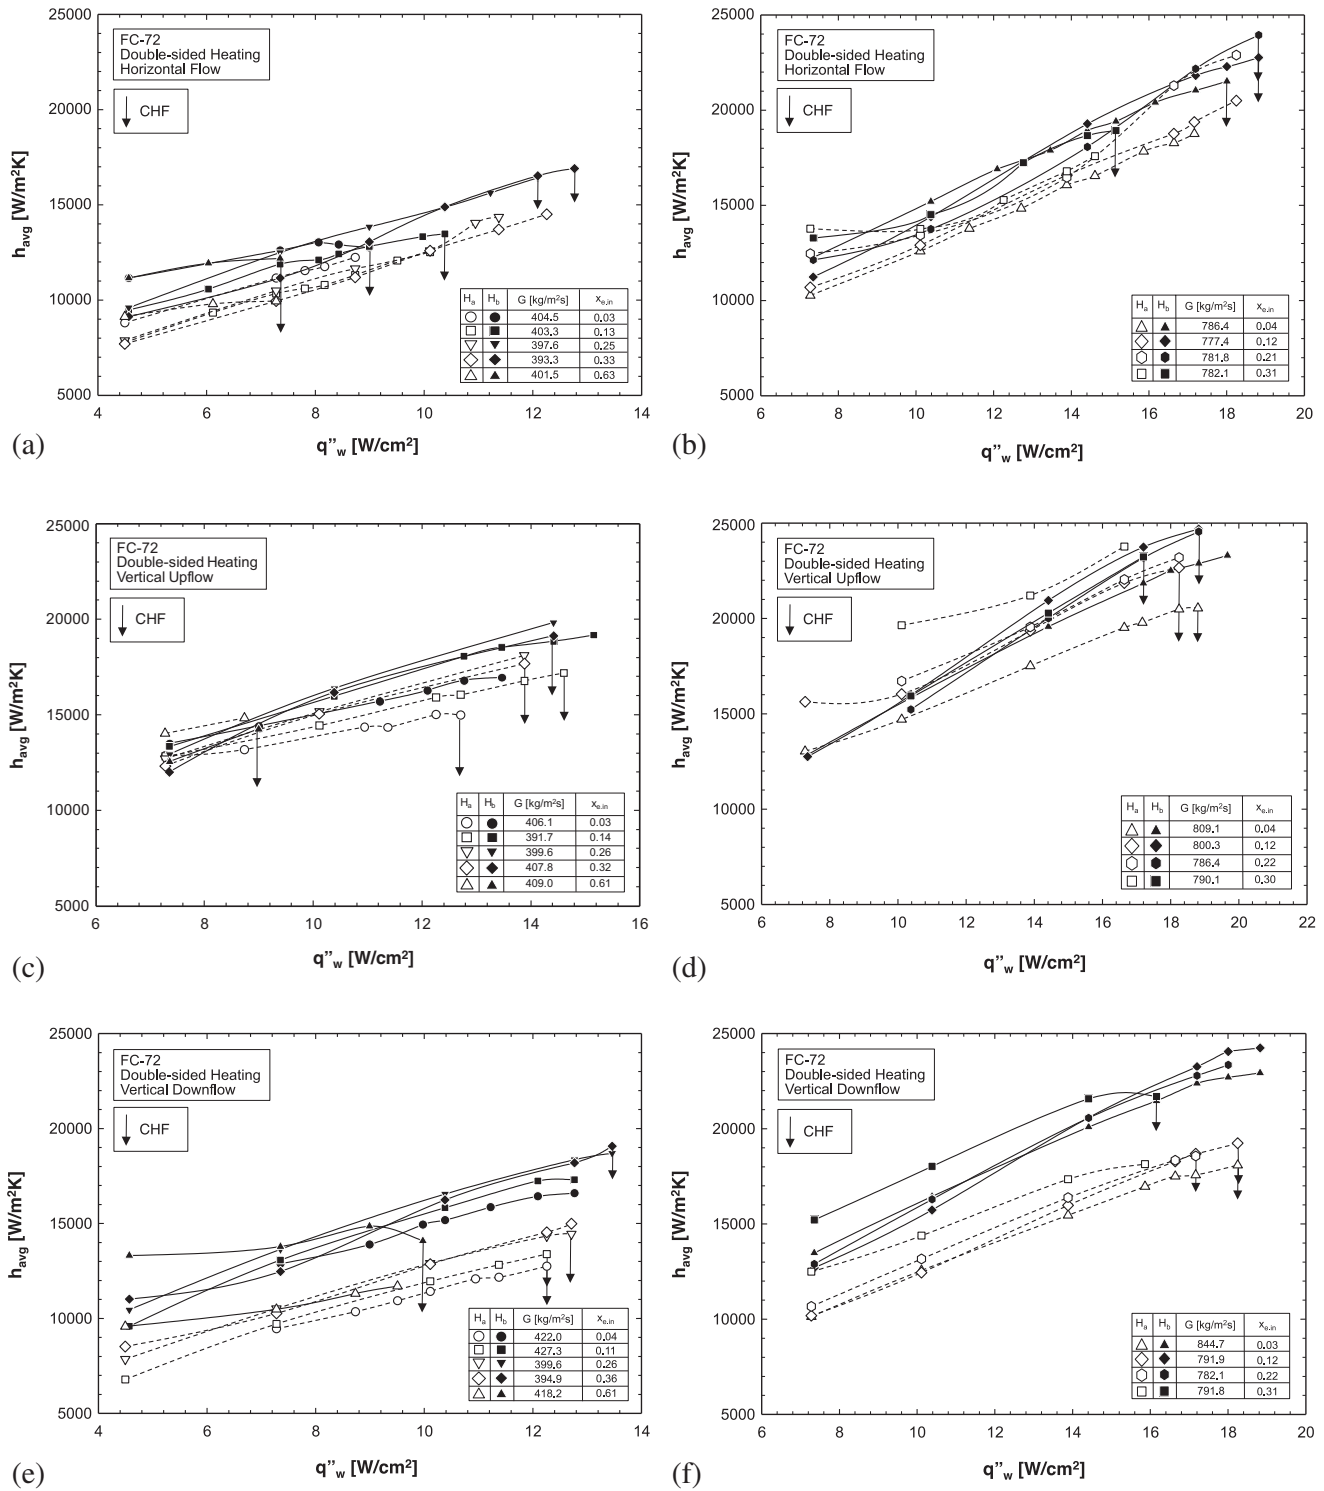 25000
20000
15000
10000
5000
h_avg [W/m²K]
FC-72
Double-sided Heating
Horizontal Flow
CHF
H_a H_b G [kg/m²s] x_e,in
404.5 0.03
403.3 0.13
397.6 0.25
393.3 0.33
401.5 0.63
4 6 8 10 12 14
(a)
q"_w [W/cm²]
25000
20000
15000
10000
5000
h_avg [W/m²K]
FC-72
Double-sided Heating
Horizontal Flow
CHF
H_a H_b G [kg/m²s] x_e,in
786.4 0.04
777.4 0.12
781.8 0.21
782.1 0.31
6 8 10 12 14 16 18 20
(b)
q"_w [W/cm²]
25000
20000
15000
10000
5000
h_avg [W/m²K]
FC-72
Double-sided Heating
Vertical Upflow
CHF
H_a H_b G [kg/m²s] x_e.in
406.1 0.03
391.7 0.14
399.6 0.26
407.8 0.32
409.0 0.61
6 8 10 12 14 16
(c)
q"_w [W/cm²]
25000
20000
15000
10000
5000
h_avg [W/m²K]
FC-72
Double-sided Heating
Vertical Upflow
CHF
H_a H_b G [kg/m²s] x_e.in
809.1 0.04
800.3 0.12
786.4 0.22
790.1 0.30
6 8 10 12 14 16 18 20 22
(d)
q"_w [W/cm²]
25000
20000
15000
10000
5000
h_avg [W/m²K]
FC-72
Double-sided Heating
Vertical Downflow
CHF
H_a H_b G [kg/m²s] x_e.in
422.0 0.04
427.3 0.11
399.6 0.26
394.9 0.36
418.2 0.61
4 6 8 10 12 14
(e)
q"_w [W/cm²]
25000
20000
15000
10000
5000
h_avg [W/m²K]
FC-72
Double-sided Heating
Vertical Downflow
CHF
H_a H_b G [kg/m²s] x_e.in
844.7 0.03
791.9 0.12
782.1 0.22
791.8 0.31
6 8 10 12 14 16 18 20
(f)
q"_w [W/cm²]